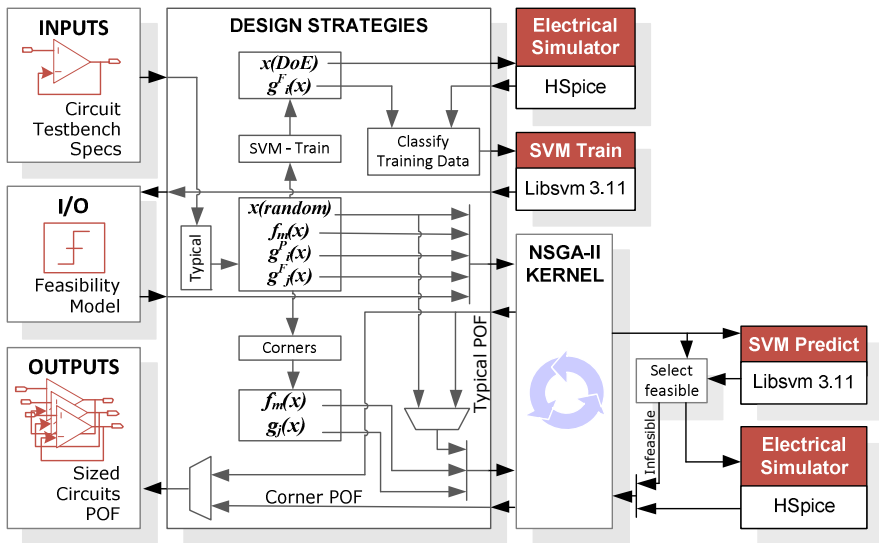 INPUTS
Circuit
Testbench
Specs
I/O
Feasibility
Model
OUTPUTS
Sized
Circuits
POF
DESIGN STRATEGIES
x(DoE)
gFi(x)
SVM - Train
Classify
Training Data
Typical
x(random)
fm(x)
gPi(x)
gFj(x)
Corners
fm(x)
gj(x)
Typical POF
Corner POF
Electrical
Simulator
HSpice
SVM Train
Libsvm 3.11
NSGA-II
KERNEL
SVM Predict
Libsvm 3.11
Select
feasible
Infeasible
Electrical
Simulator
HSpice